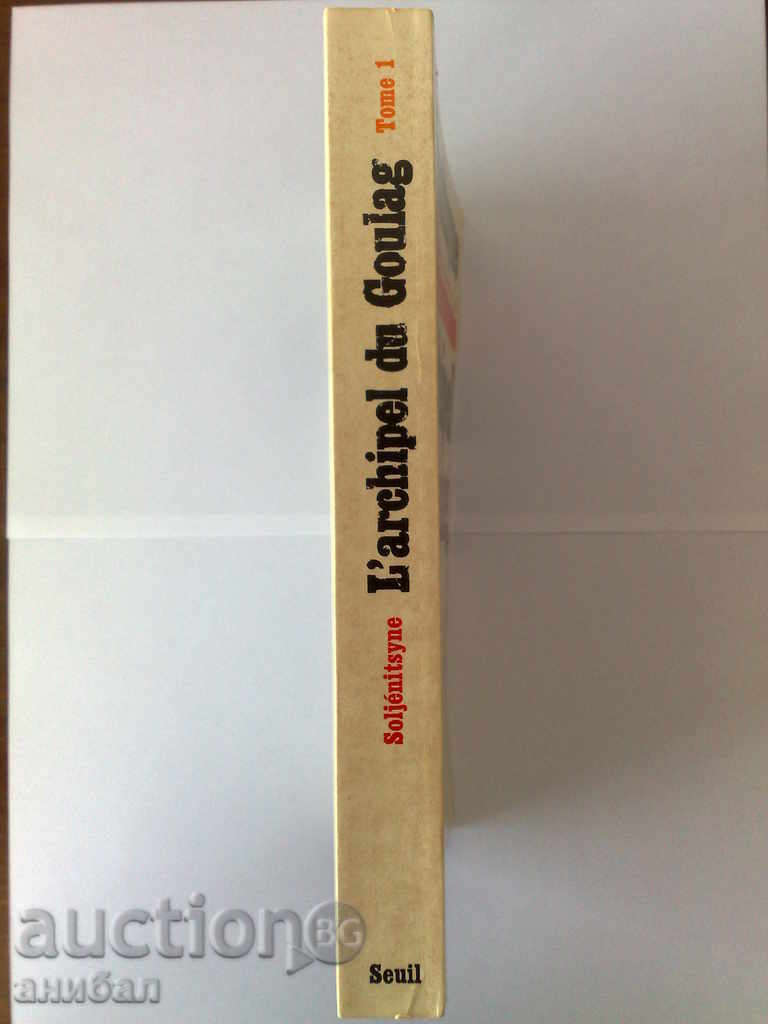 Soljénitsyne L'archipel du Goulag Tome 1
Seuil
auction BG
анибал